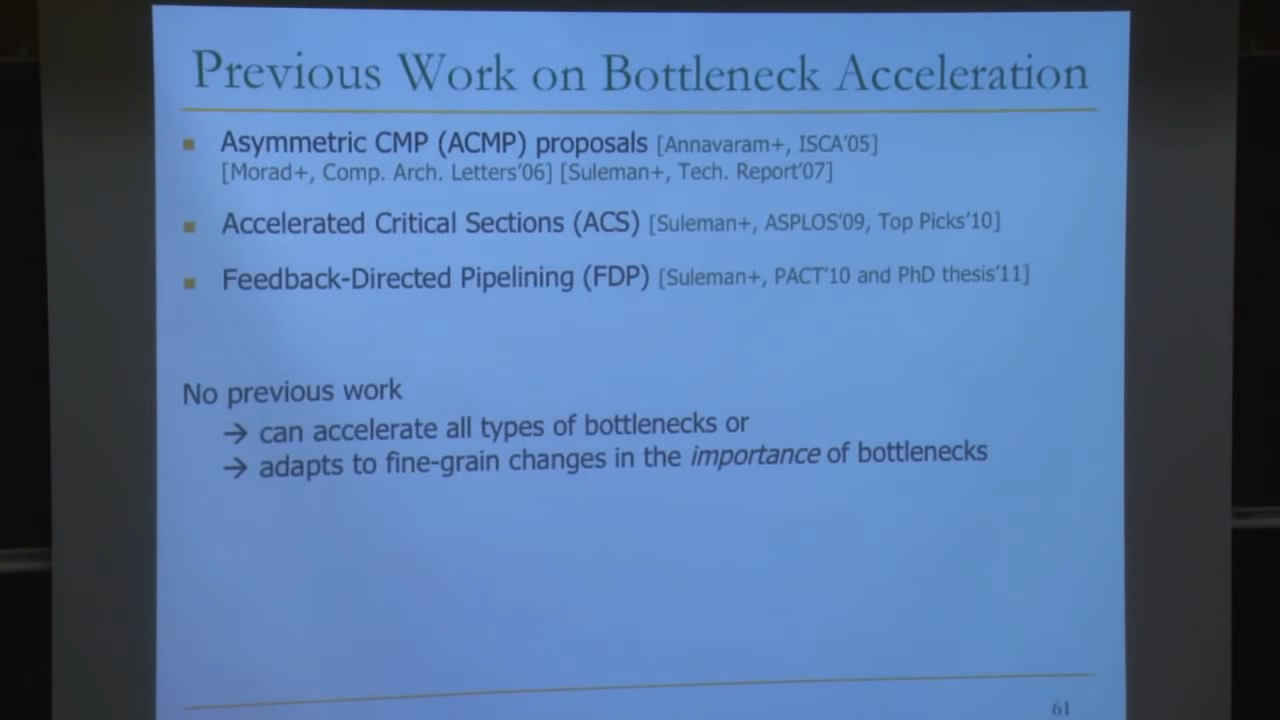 Previous Work on Bottleneck Acceleration
■ Asymmetric CMP (ACMP) proposals [Annavaram+, ISCA'05]
[Morad+, Comp. Arch. Letters'06] [Suleman+, Tech. Report'07]
■ Accelerated Critical Sections (ACS) [Suleman+, ASPLOS'09, Top Picks'10]
■ Feedback-Directed Pipelining (FDP) [Suleman+, PACT'10 and PhD thesis'11]
No previous work
→ can accelerate all types of bottlenecks or
→ adapts to fine-grain changes in the importance of bottlenecks
61